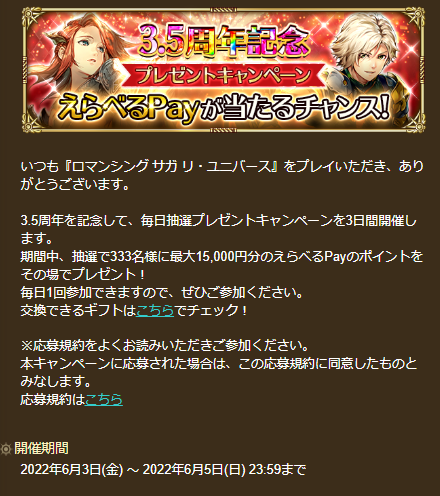 3.5周年記念
プレゼントキャンペーン
えらべるPayが当たるチャンス!
いつも『ロマンシング サガ リ・ユニバース』をプレイいただき、あり
がとうございます。
3.5周年を記念して、毎日抽選プレゼントキャンペーンを3日間開催し
ます。
期間中、抽選で333名様に最大15,000円分のえらべるPayのポイントを
その場でプレゼント！
毎日1回参加できますので、ぜひご参加ください。
交換できるギフトはこちらでチェック！
※応募規約をよくお読みいただきご参加ください。
本キャンペーンに応募された場合は、この応募規約に同意したものと
みなします。
応募規約はこちら
開催期間
2022年6月3日(金) ～ 2022年6月5日(日) 23:59まで